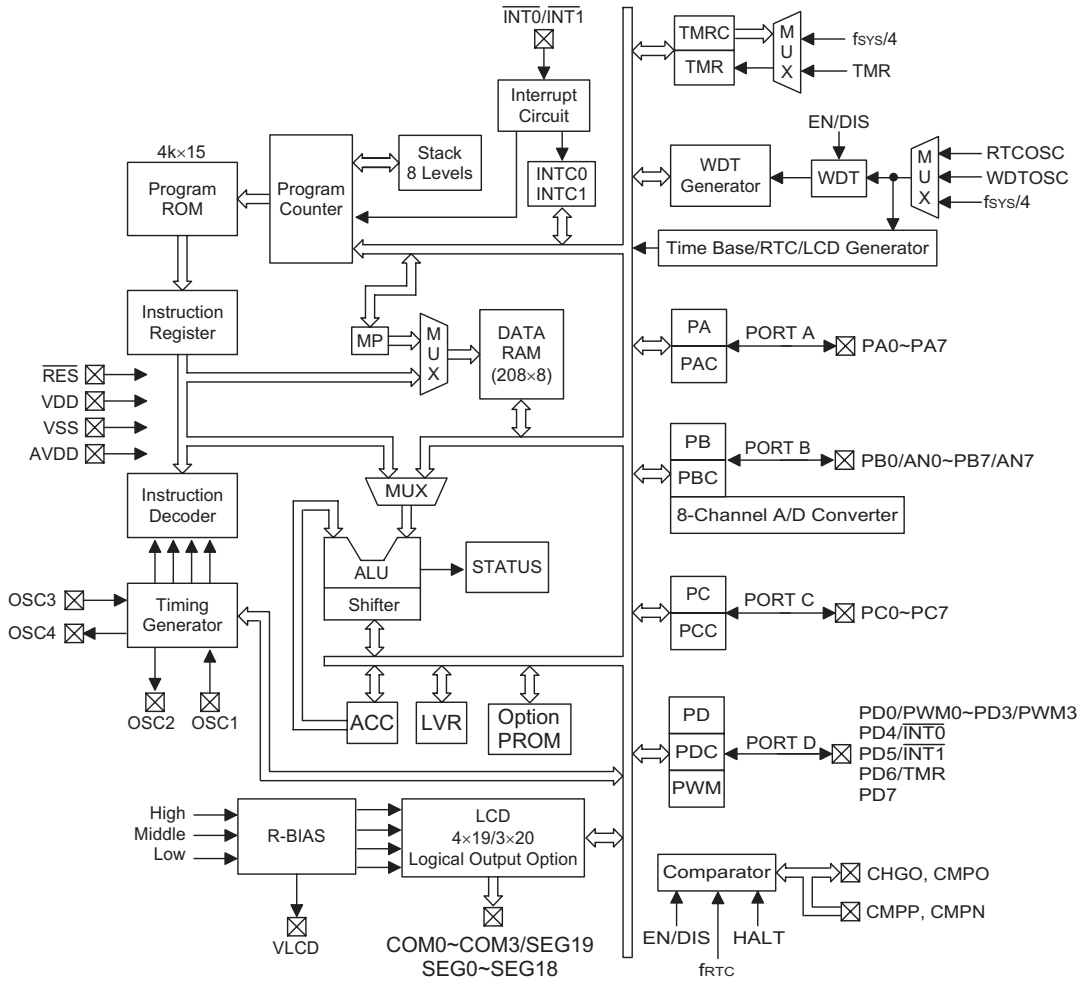 INT0/INT1
Interrupt
Circuit
4k×15
Program
ROM
Program
Counter
Stack
8 Levels
INTC0
INTC1
Instruction
Register
MP
M
U
X
DATA
RAM
(208×8)
RES
VDD
VSS
AVDD
Instruction
Decoder
MUX
ALU
Shifter
STATUS
OSC3
OSC4
Timing
Generator
OSC2
OSC1
ACC
LVR
Option
PROM
High
Middle
Low
R-BIAS
LCD
4×19/3×20
Logical Output Option
VLCD
COM0~COM3/SEG19
SEG0~SEG18
TMRC
TMR
M
U
X
fSYS/4
TMR
EN/DIS
WDT
Generator
WDT
M
U
X
RTCOSC
WDTOSC
fSYS/4
Time Base/RTC/LCD Generator
PA
PAC
PORT A
PA0~PA7
PB
PBC
PORT B
PB0/AN0~PB7/AN7
8-Channel A/D Converter
PC
PCC
PORT C
PC0~PC7
PD
PDC
PWM
PORT D
PD0/PWM0~PD3/PWM3
PD4/INT0
PD5/INT1
PD6/TMR
PD7
Comparator
CHGO, CMPO
CMPP, CMPN
EN/DIS
HALT
fRTC